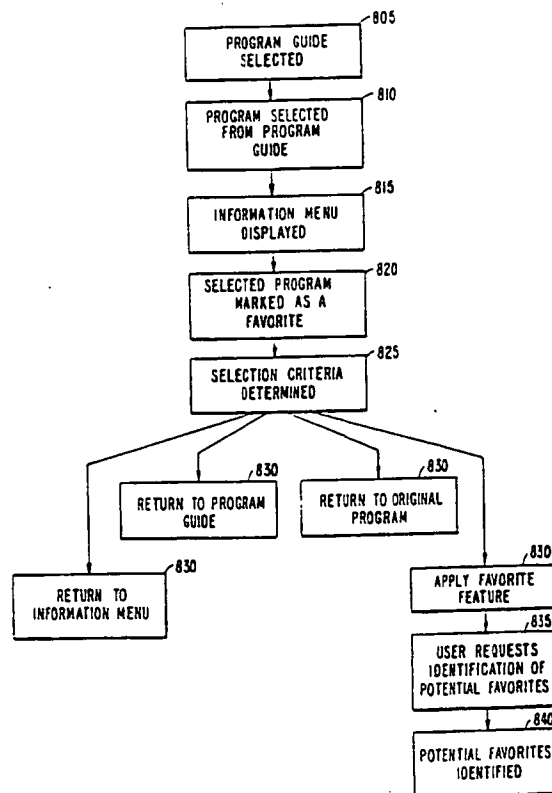 805
PROGRAM GUIDE
SELECTED
810
PROGRAM SELECTED
FROM PROGRAM
GUIDE
815
INFORMATION MENU
DISPLAYED
820
SELECTED PROGRAM
MARKED AS A
FAVORITE
825
SELECTION CRITERIA
DETERMINED
830
RETURN TO PROGRAM
GUIDE
830
RETURN TO ORIGINAL
PROGRAM
830
RETURN TO
INFORMATION MENU
830
APPLY FAVORITE
FEATURE
835
USER REQUESTS
IDENTIFICATION OF
POTENTIAL FAVORITES
840
POTENTIAL FAVORITES
IDENTIFIED